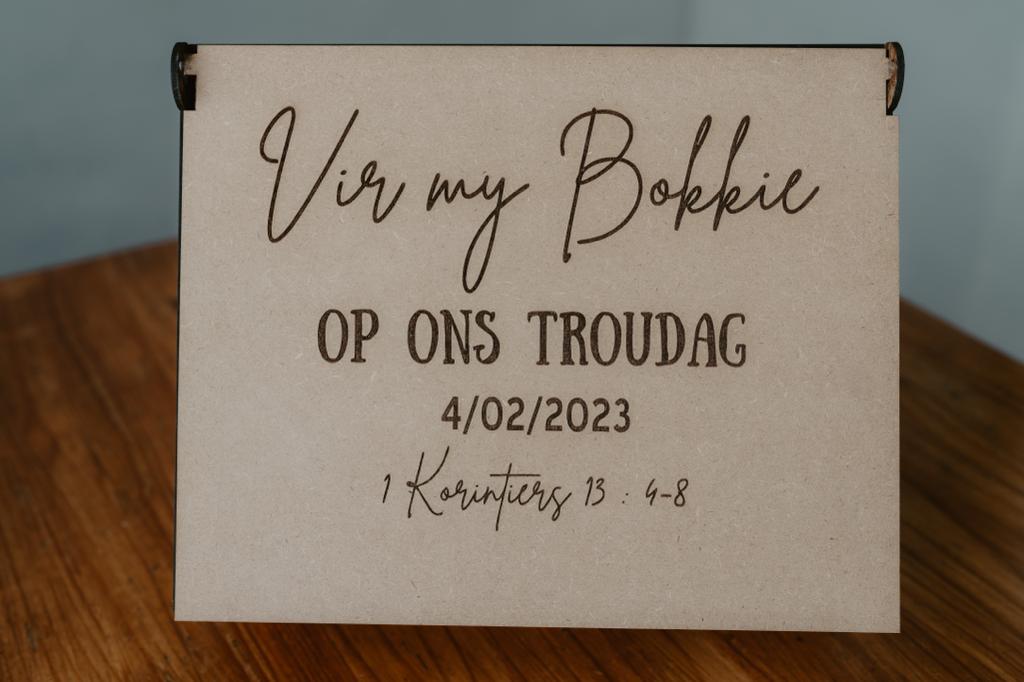 Vir my Bokkie
OP ONS TROUDAG
4/02/2023
1 Korintiers 13 : 4-8